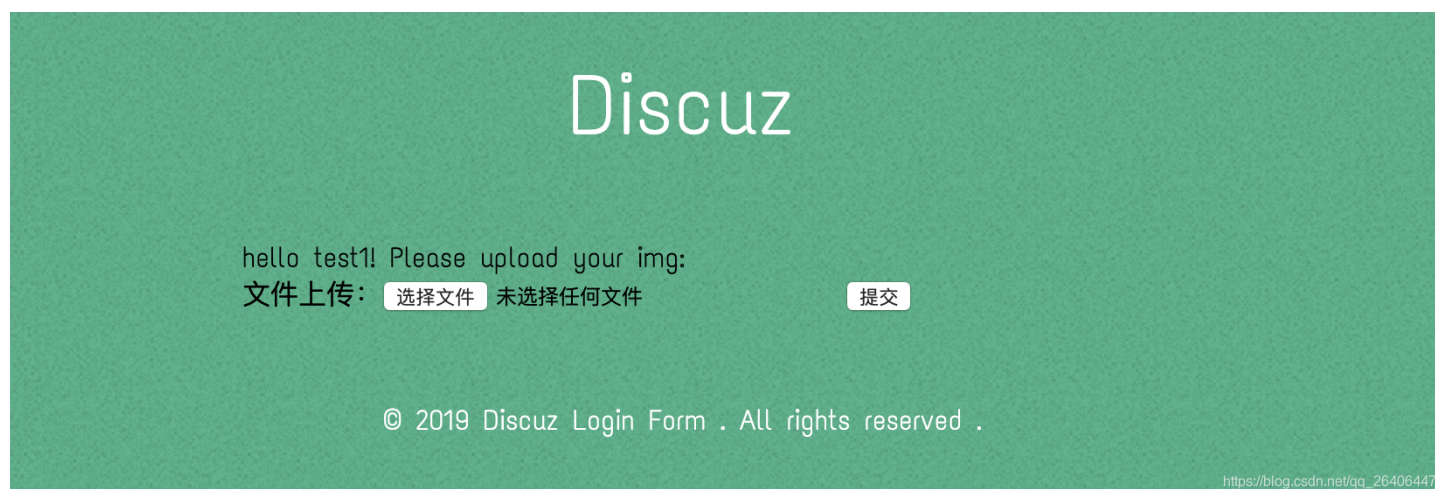 Discuz
hello test1! Please upload your img:
文件上传： 选择文件 未选择任何文件 提交
© 2019 Discuz Login Form . All rights reserved .
https://blog.csdn.net/qq_26406447